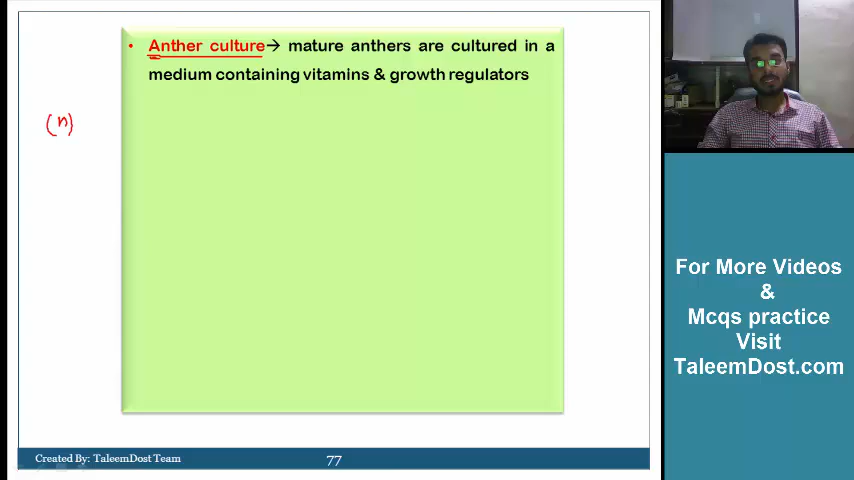 • Anther culture→ mature anthers are cultured in a
medium containing vitamins & growth regulators
(n)
For More Videos
&
Mcqs practice
Visit
TaleemDost.com
Created By: TaleemDost Team
77